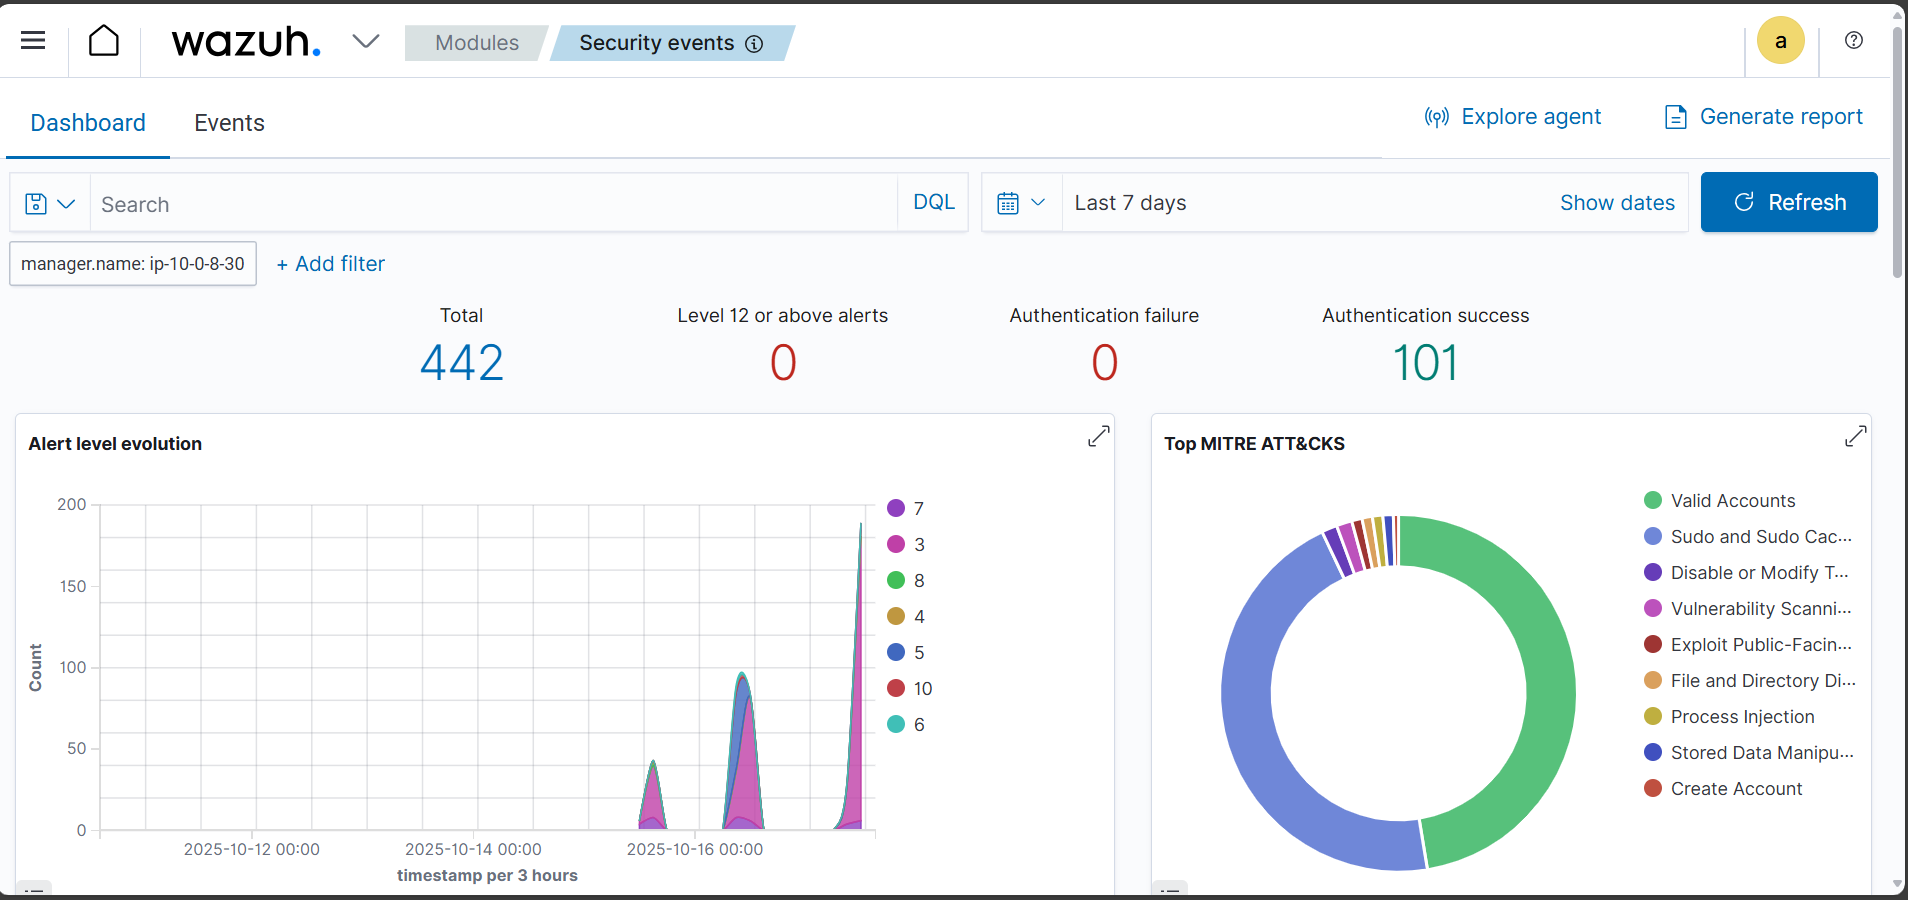 wazuh.
Modules
Security events
a
Dashboard
Events
Explore agent
Generate report
Search
DQL
Last 7 days
Show dates
Refresh
manager.name: ip-10-0-8-30
+ Add filter
Total
442
Level 12 or above alerts
0
Authentication failure
0
Authentication success
101
Alert level evolution
200
150
100
50
0
Count
2025-10-12 00:00
2025-10-14 00:00
2025-10-16 00:00
timestamp per 3 hours
7
3
8
4
5
10
6
Top MITRE ATT&CKS
Valid Accounts
Sudo and Sudo Cac...
Disable or Modify T...
Vulnerability Scanni...
Exploit Public-Facin...
File and Directory Di...
Process Injection
Stored Data Manipu...
Create Account